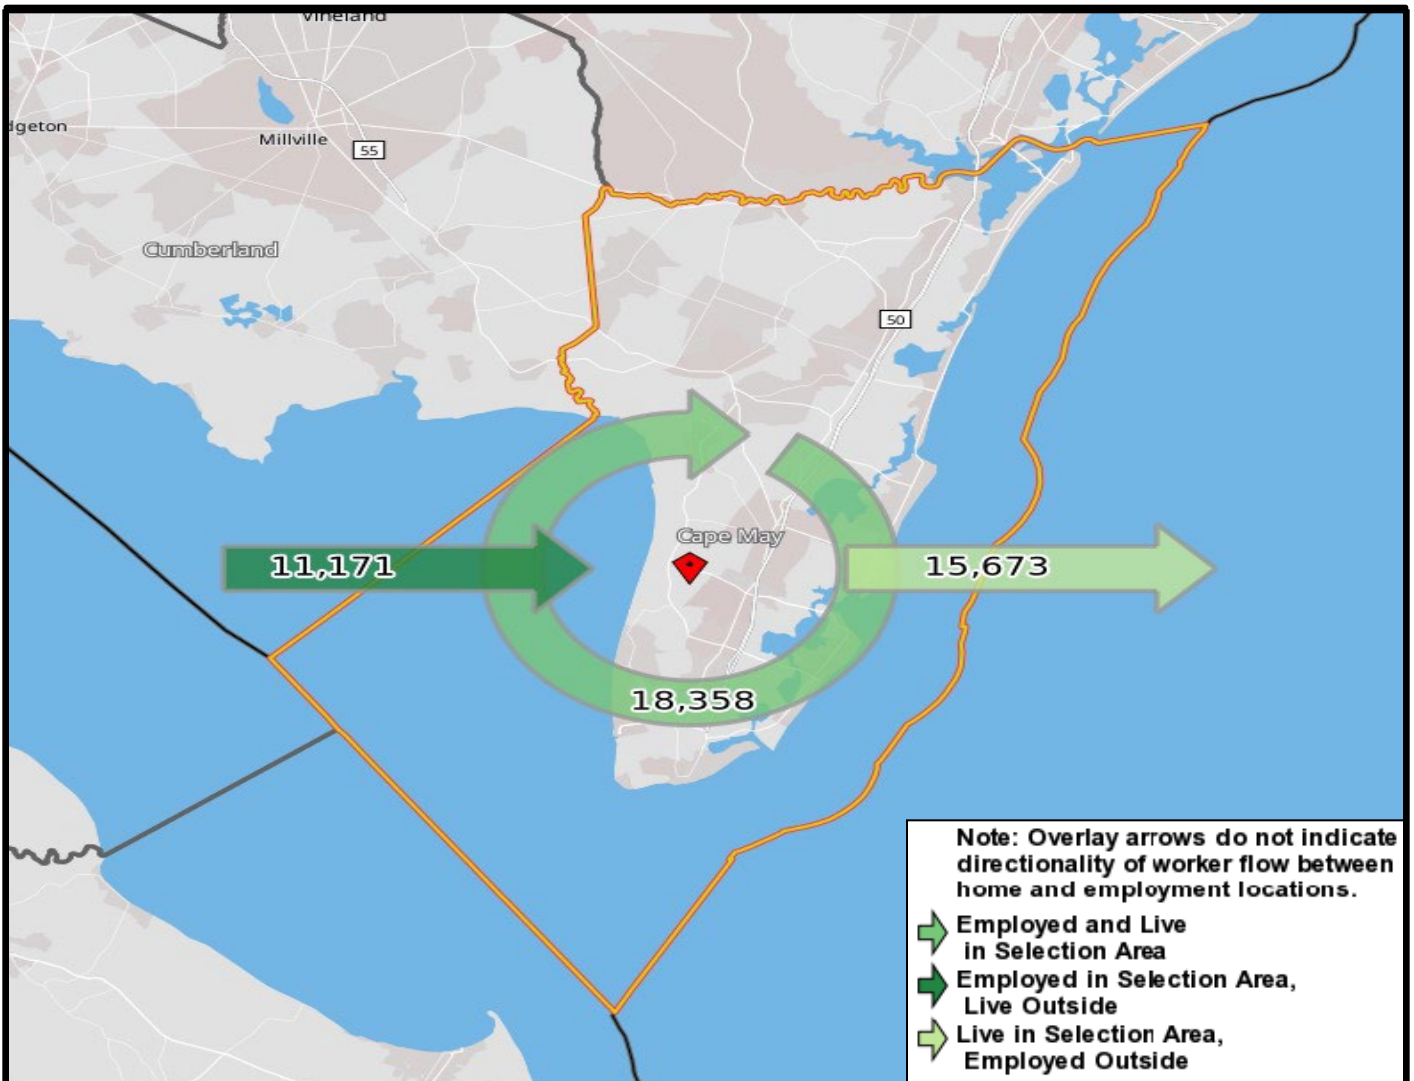 Vineland
dgeton
Millville
55
Cumberland
50
Cape May
11,171
15,673
18,358
Note: Overlay arrows do not indicate
directionality of worker flow between
home and employment locations.
Employed and Live
in Selection Area
Employed in Selection Area,
Live Outside
Live in Selection Area,
Employed Outside